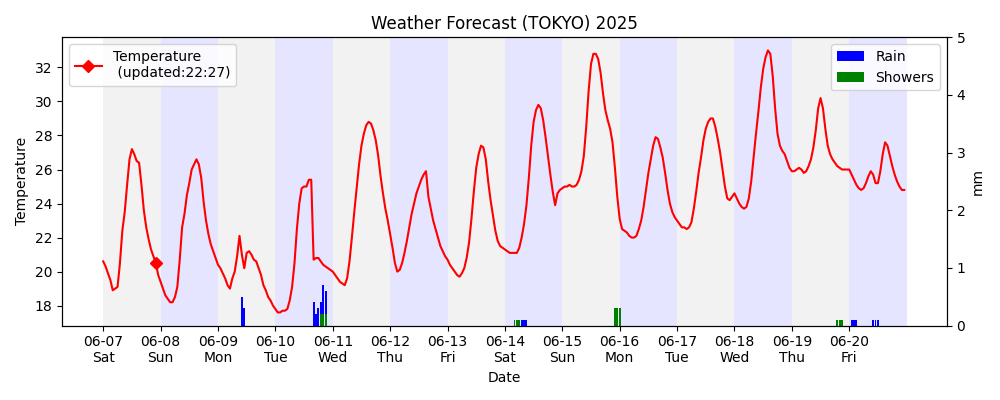 Weather Forecast (TOKYO) 2025
Temperature
(updated:22:27)
Rain
Showers
Temperature
32
30
28
26
24
22
20
18
5
4
3
2
1
0
mm
06-07 06-08 06-09 06-10 06-11 06-12 06-13 06-14 06-15 06-16 06-17 06-18 06-19 06-20
Sat Sun Mon Tue Wed Thu Fri Sat Sun Mon Tue Wed Thu Fri
Date